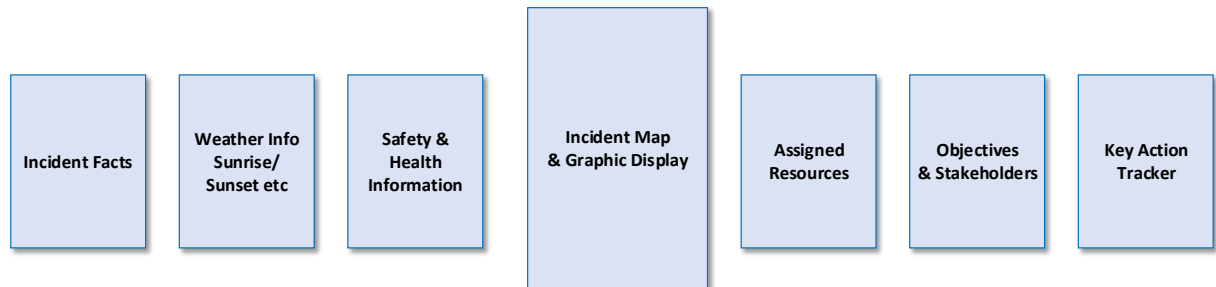 Incident Facts
Weather Info
Sunrise/
Sunset etc
Safety &
Health
Information
Incident Map
& Graphic Display
Assigned
Resources
Objectives
& Stakeholders
Key Action
Tracker